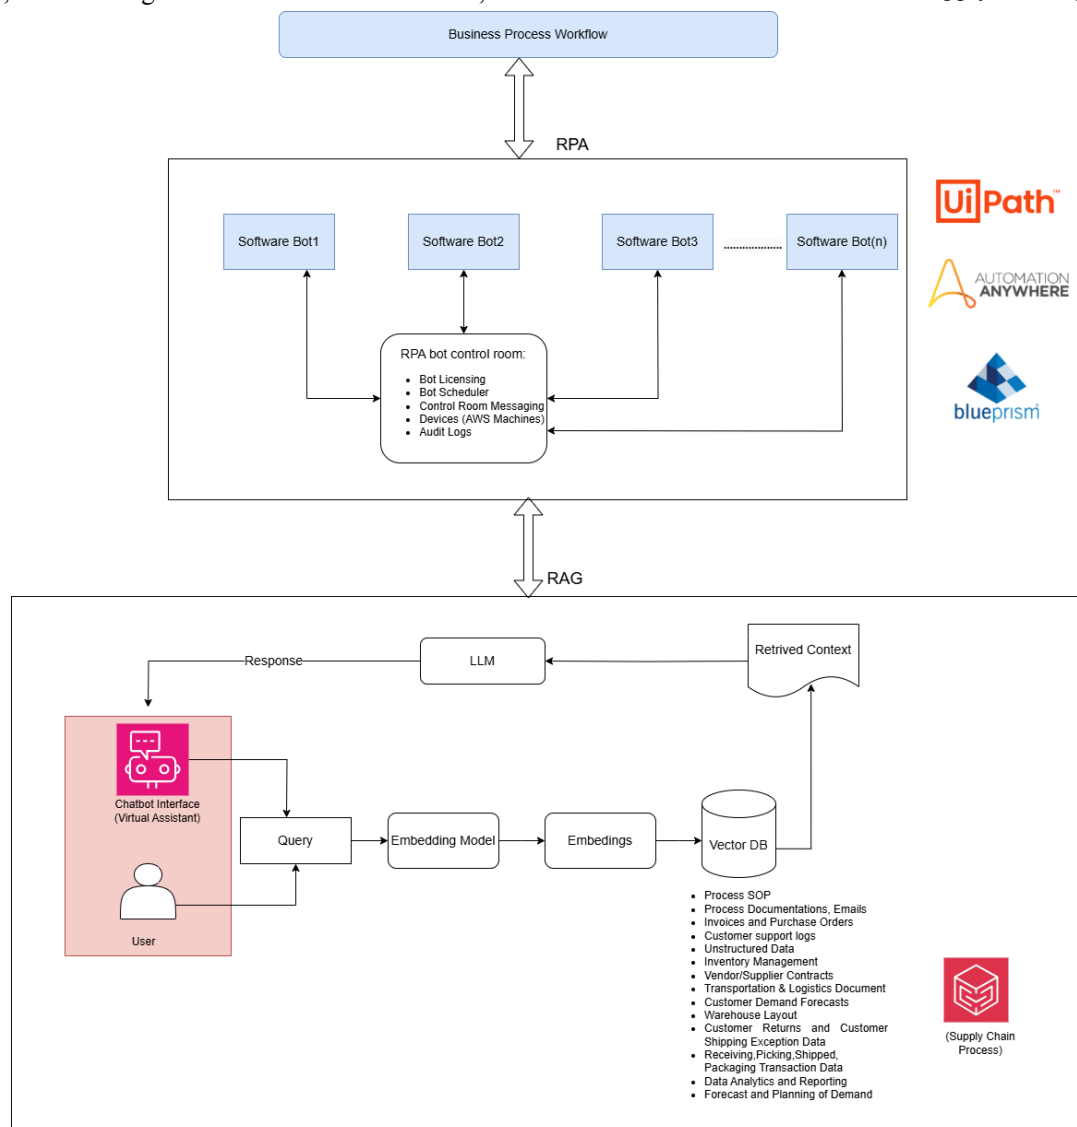 Business Process Workflow
RPA
UiPath™
Software Bot1
Software Bot2
Software Bot3
....................
Software Bot(n)
AUTOMATION
ANYWHERE
RPA bot control room:
• Bot Licensing
• Bot Scheduler
• Control Room Messaging
• Devices (AWS Machines)
• Audit Logs
blueprism
RAG
Response
LLM
Retrived Context
Chatbot Interface
(Virtual Assistant)
Query
Embedding Model
Embedings
Vector DB
User
• Process SOP
• Process Documentations, Emails
• Invoices and Purchase Orders
• Customer support logs
• Unstructured Data
• Inventory Management
• Vendor/Supplier Contracts
• Transportation & Logistics Document
• Customer Demand Forecasts
• Warehouse Layout
• Customer Returns and Customer
Shipping Exception Data
• Receiving,Picking,Shipped,
Packaging Transaction Data
• Data Analytics and Reporting
• Forecast and Planning of Demand
(Supply Chain
Process)